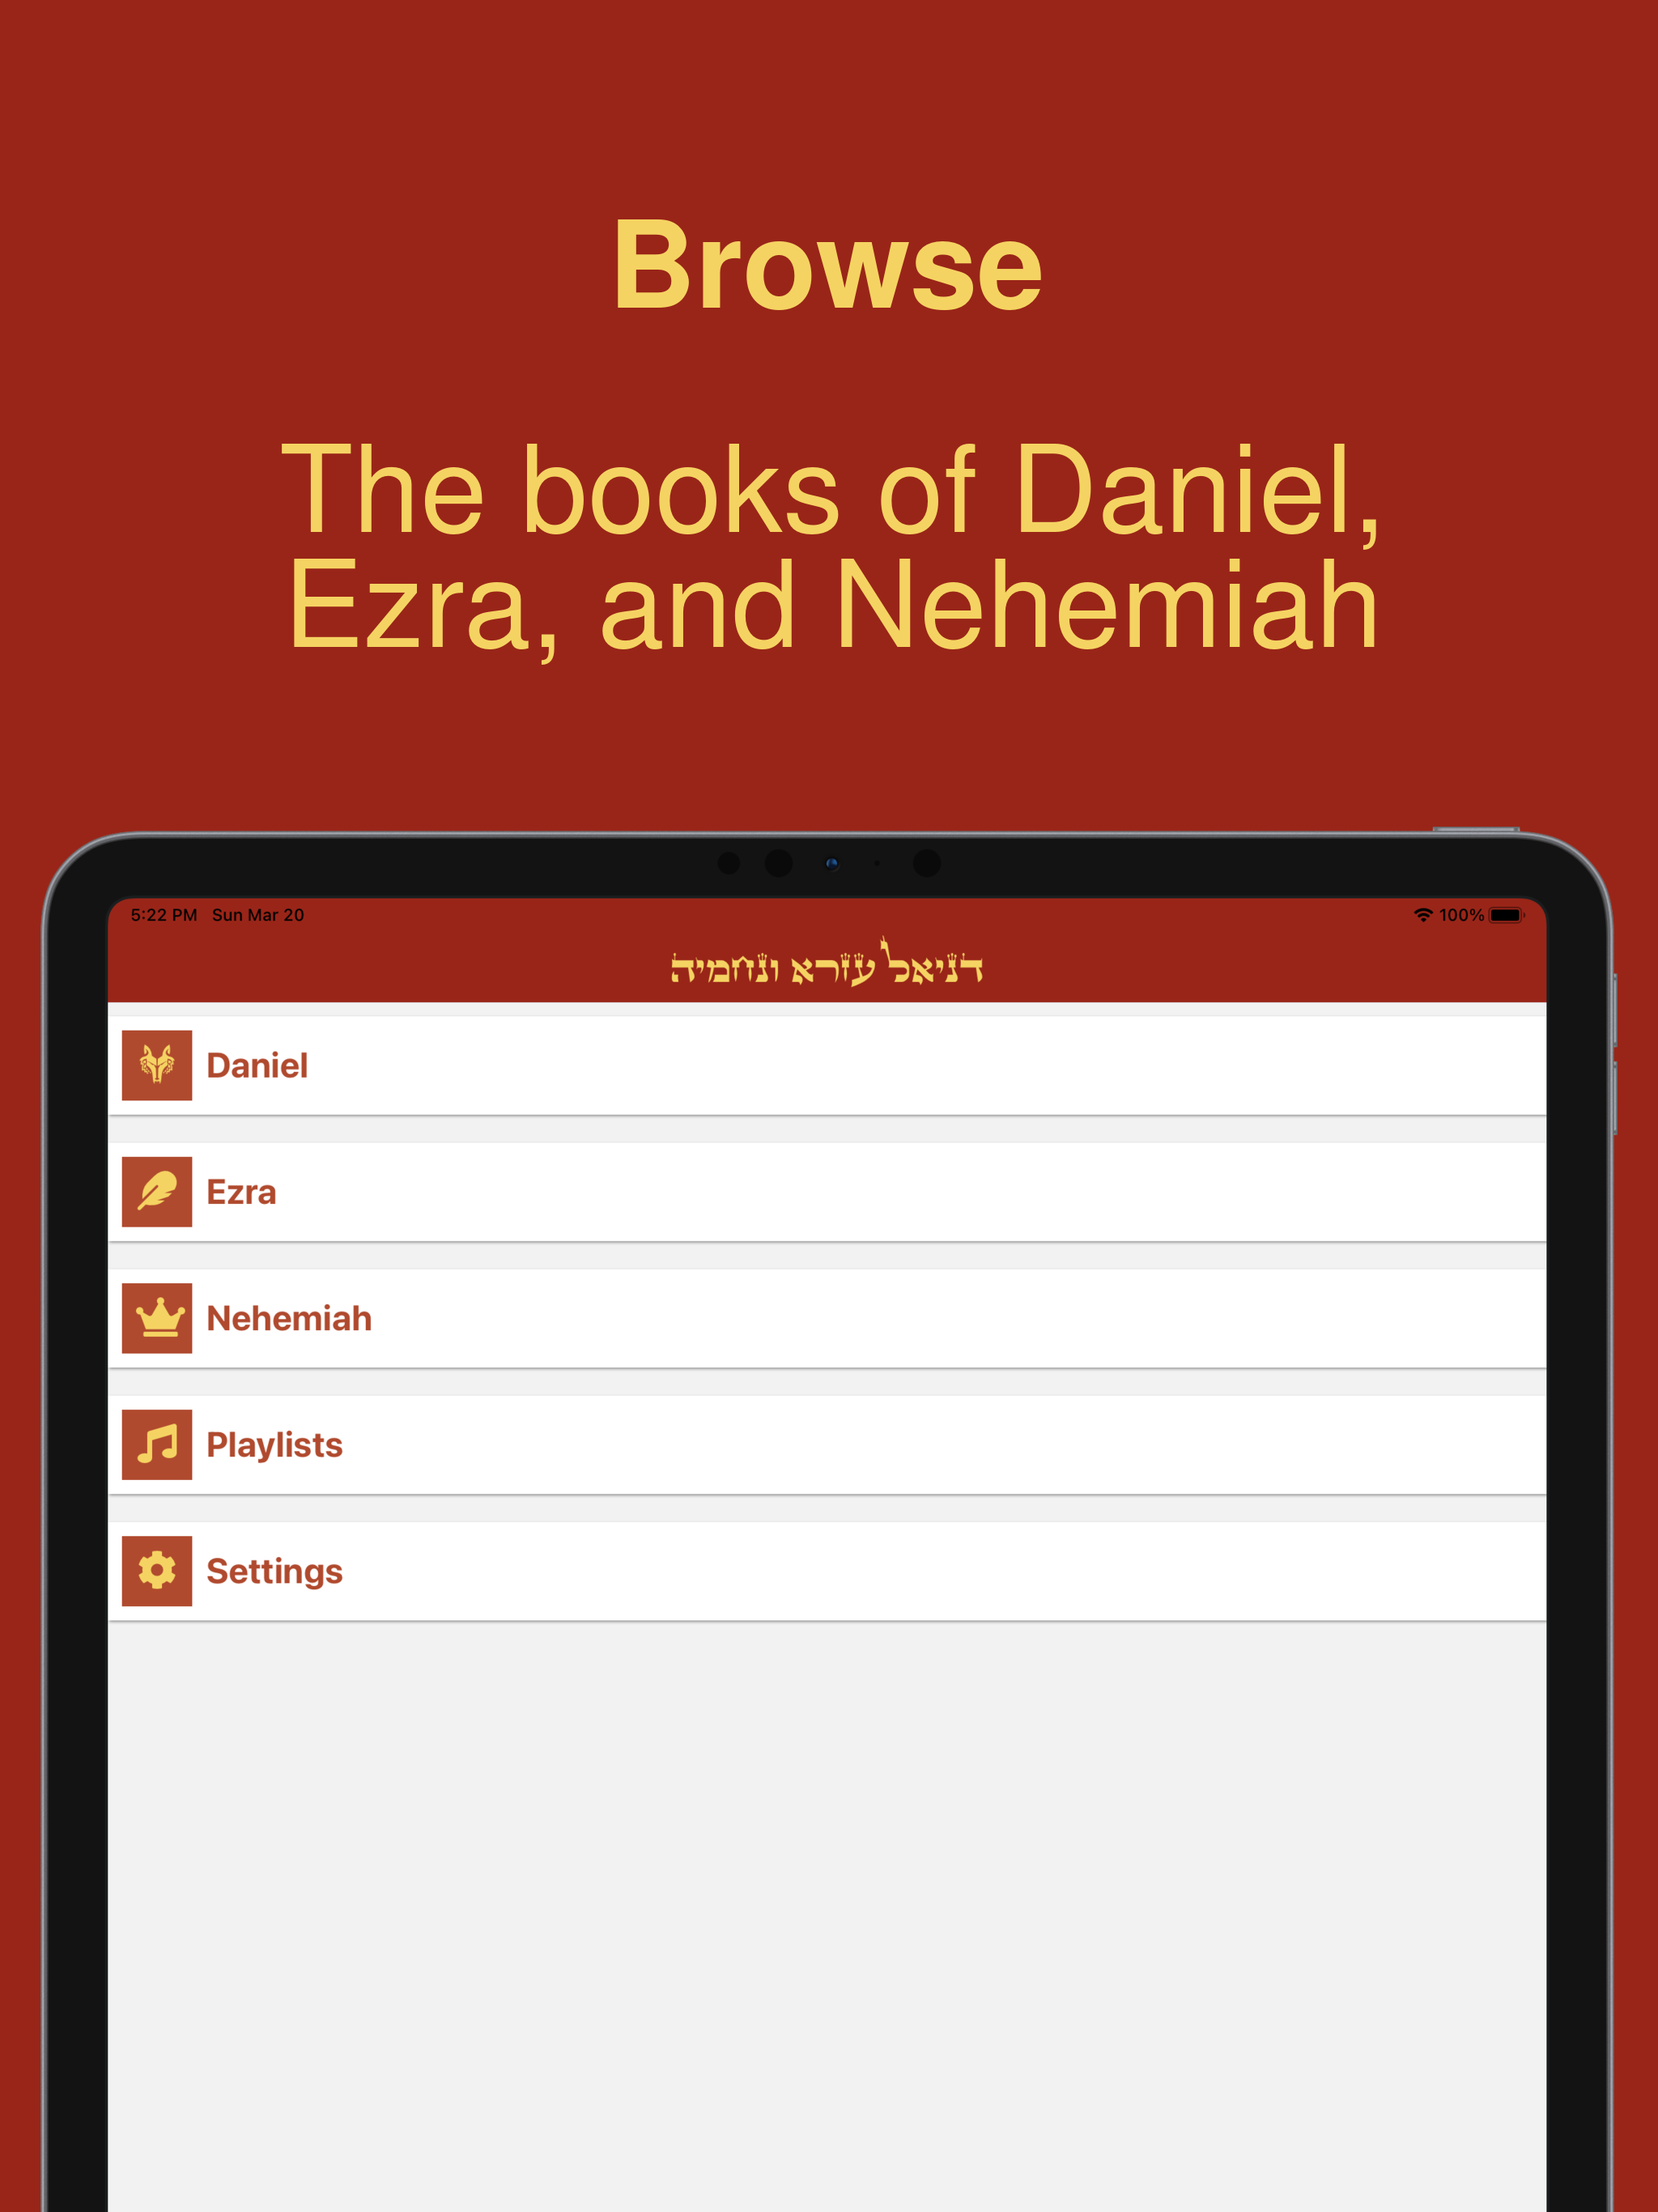 Browse
The books of Daniel,
Ezra, and Nehemiah
5:22 PM Sun Mar 20
100%
דניאל עזרא ונחמיה
Daniel
Ezra
Nehemiah
Playlists
Settings